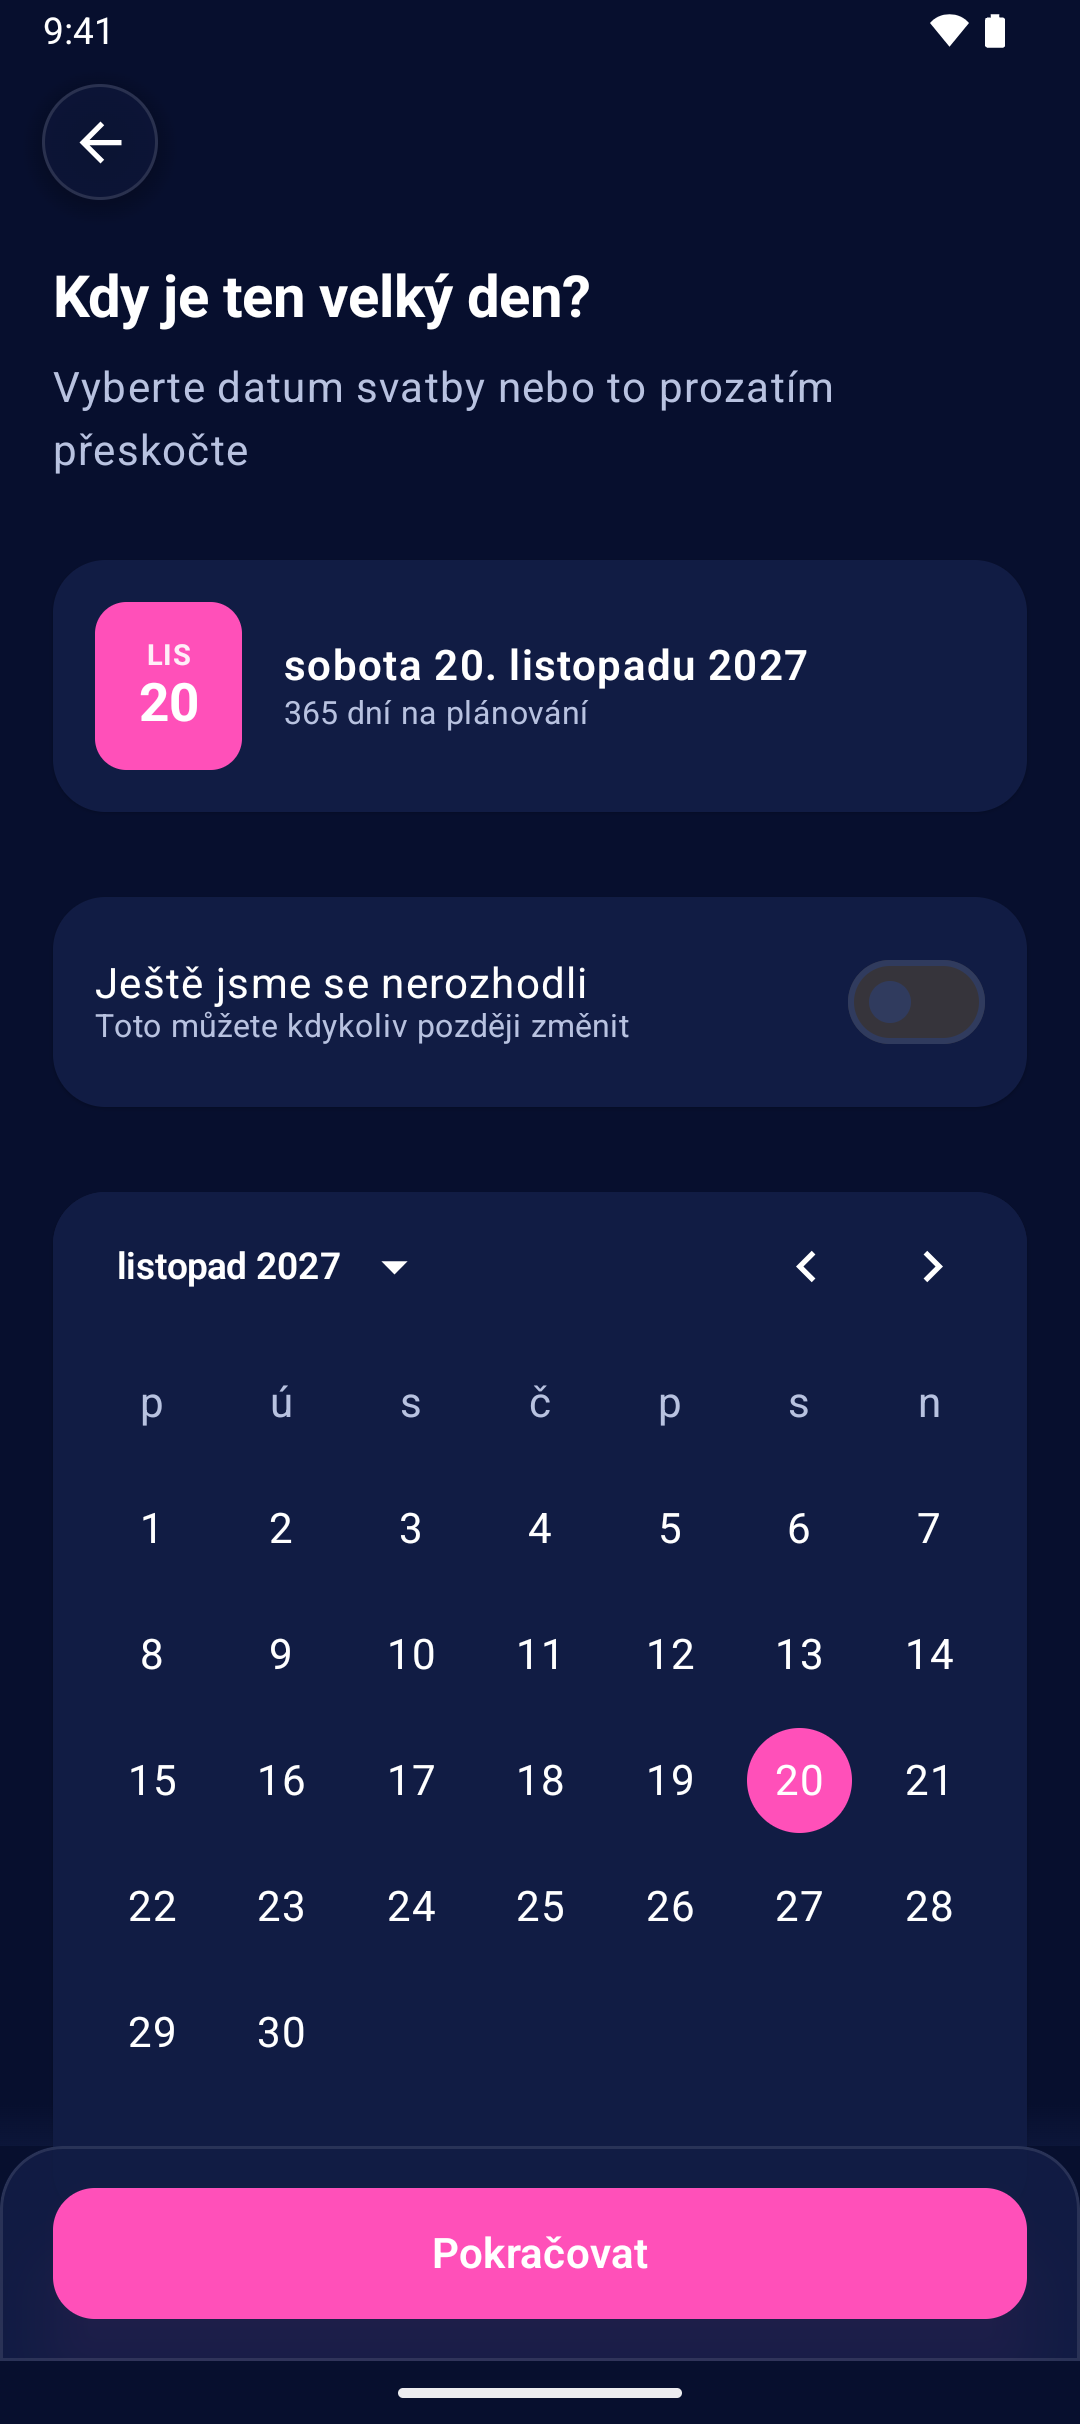 9:41
Kdy je ten velký den?
Vyberte datum svatby nebo to prozatím
přeskočte
LIS
20
sobota 20. listopadu 2027
365 dní na plánování
Ještě jsme se nerozhodli
Toto můžete kdykoliv později změnit
listopad 2027
p ú s č p s n
1 2 3 4 5 6 7
8 9 10 11 12 13 14
15 16 17 18 19 20 21
22 23 24 25 26 27 28
29 30
Pokračovat